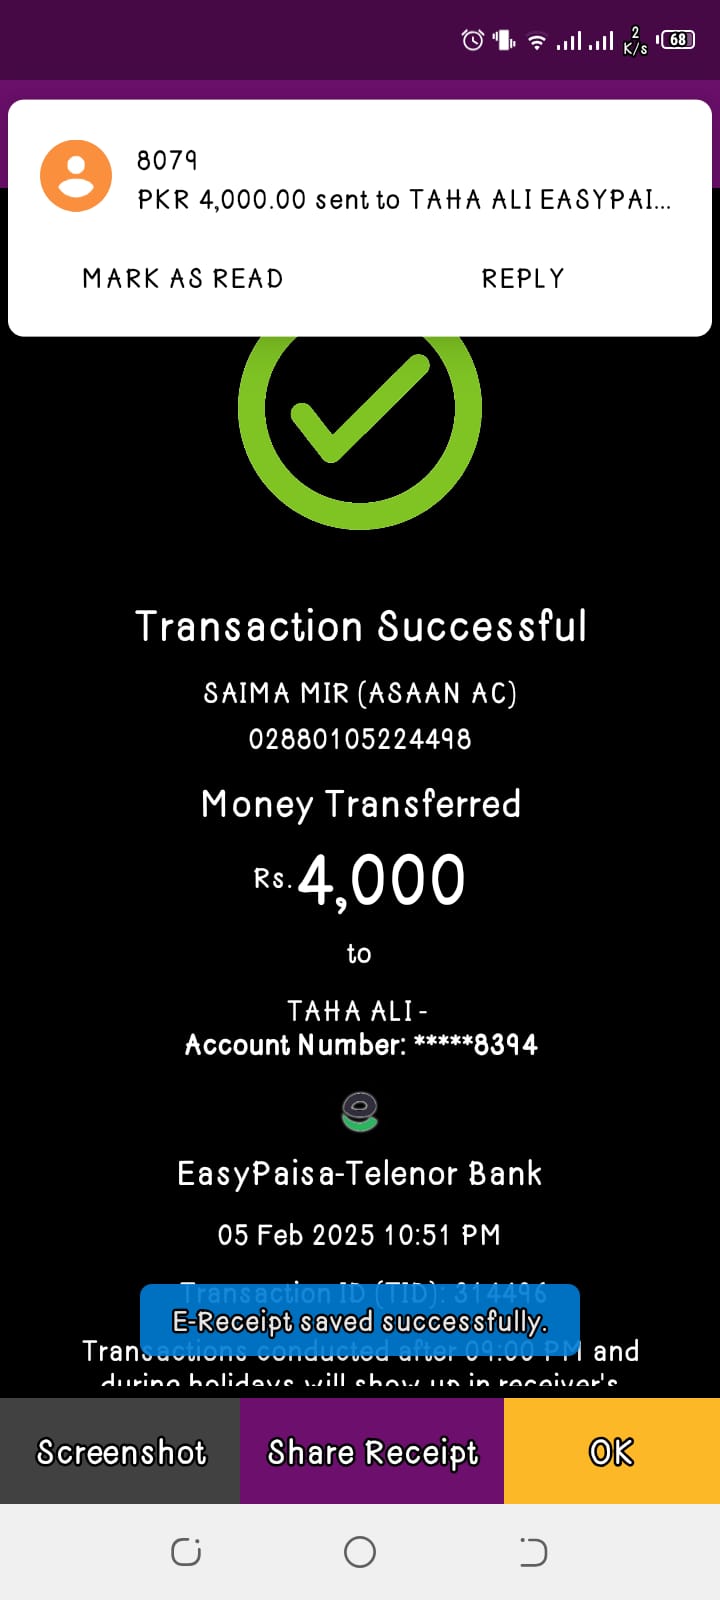 2
K/s
68
8079
PKR 4,000.00 sent to TAHA ALI EASYPAI...
MARK AS READ
REPLY
Transaction Successful
SAIMA MIR (ASAAN AC)
02880105224498
Money Transferred
Rs.4,000
to
TAHA ALI -
Account Number: *****8394
EasyPaisa-Telenor Bank
05 Feb 2025 10:51 PM
Transaction ID (TID): 314496
E-Receipt saved successfully.
Transactions conducted after 09:00 PM and
during holidays will show up in receiver's
Screenshot
Share Receipt
OK